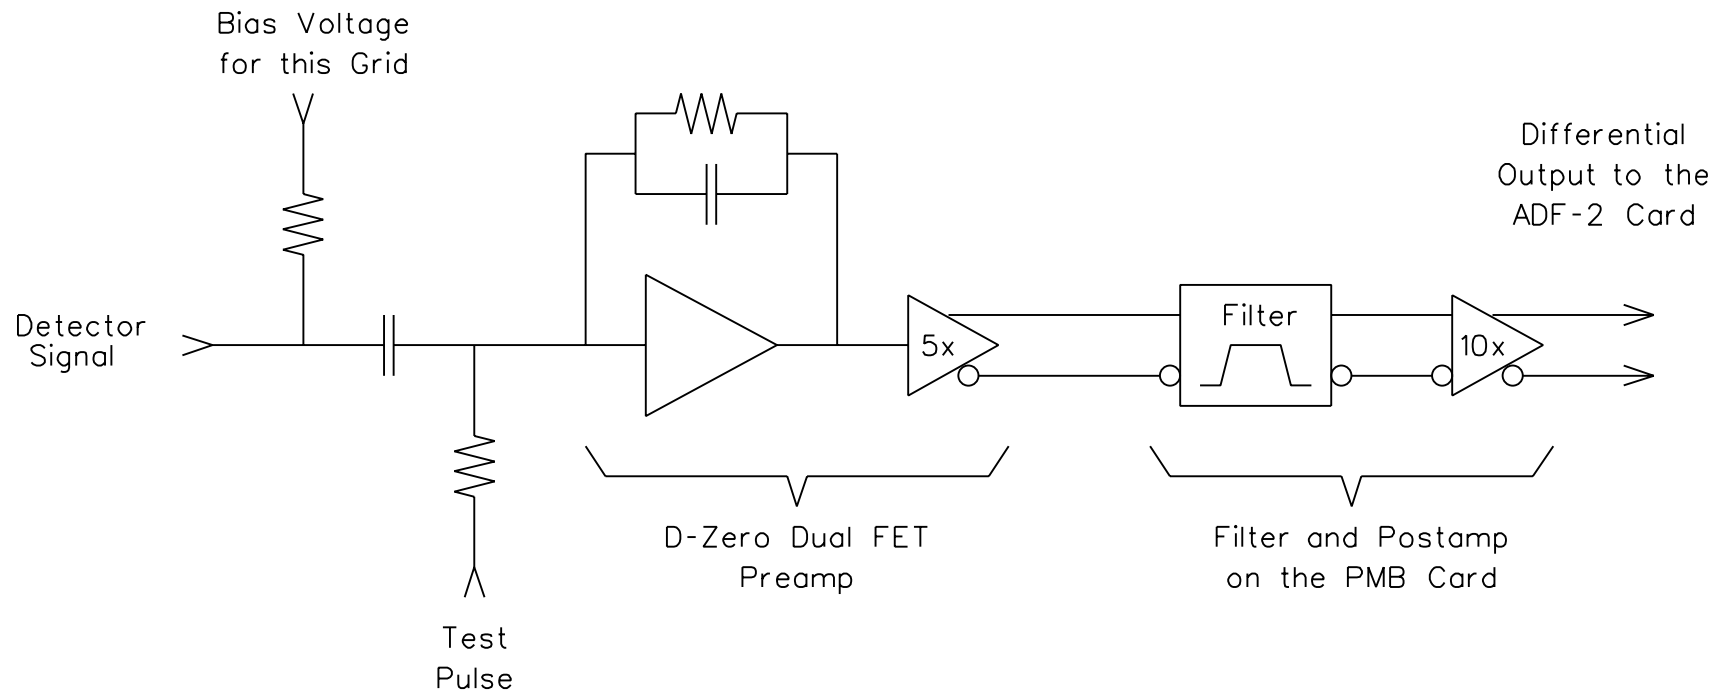 Bias Voltage
for this Grid
Differential
Output to the
ADF-2 Card
Detector
Signal
5x
Filter
10x
D-Zero Dual FET
Preamp
Filter and Postamp
on the PMB Card
Test
Pulse